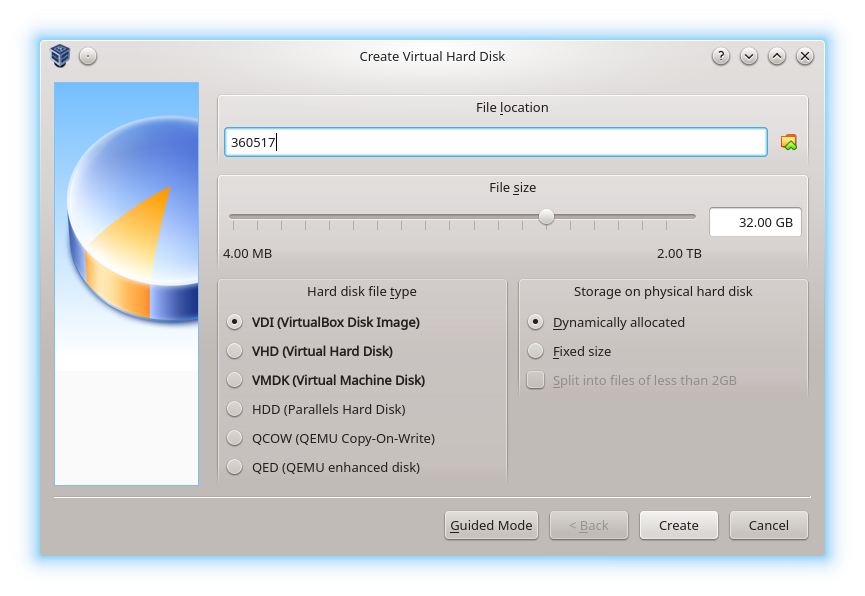 Create Virtual Hard Disk
File location
360517
File size
32.00 GB
4.00 MB 2.00 TB
Hard disk file type
VDI (VirtualBox Disk Image)
VHD (Virtual Hard Disk)
VMDK (Virtual Machine Disk)
HDD (Parallels Hard Disk)
QCOW (QEMU Copy-On-Write)
QED (QEMU enhanced disk)
Storage on physical hard disk
Dynamically allocated
Fixed size
Split into files of less than 2GB
Guided Mode < Back Create Cancel